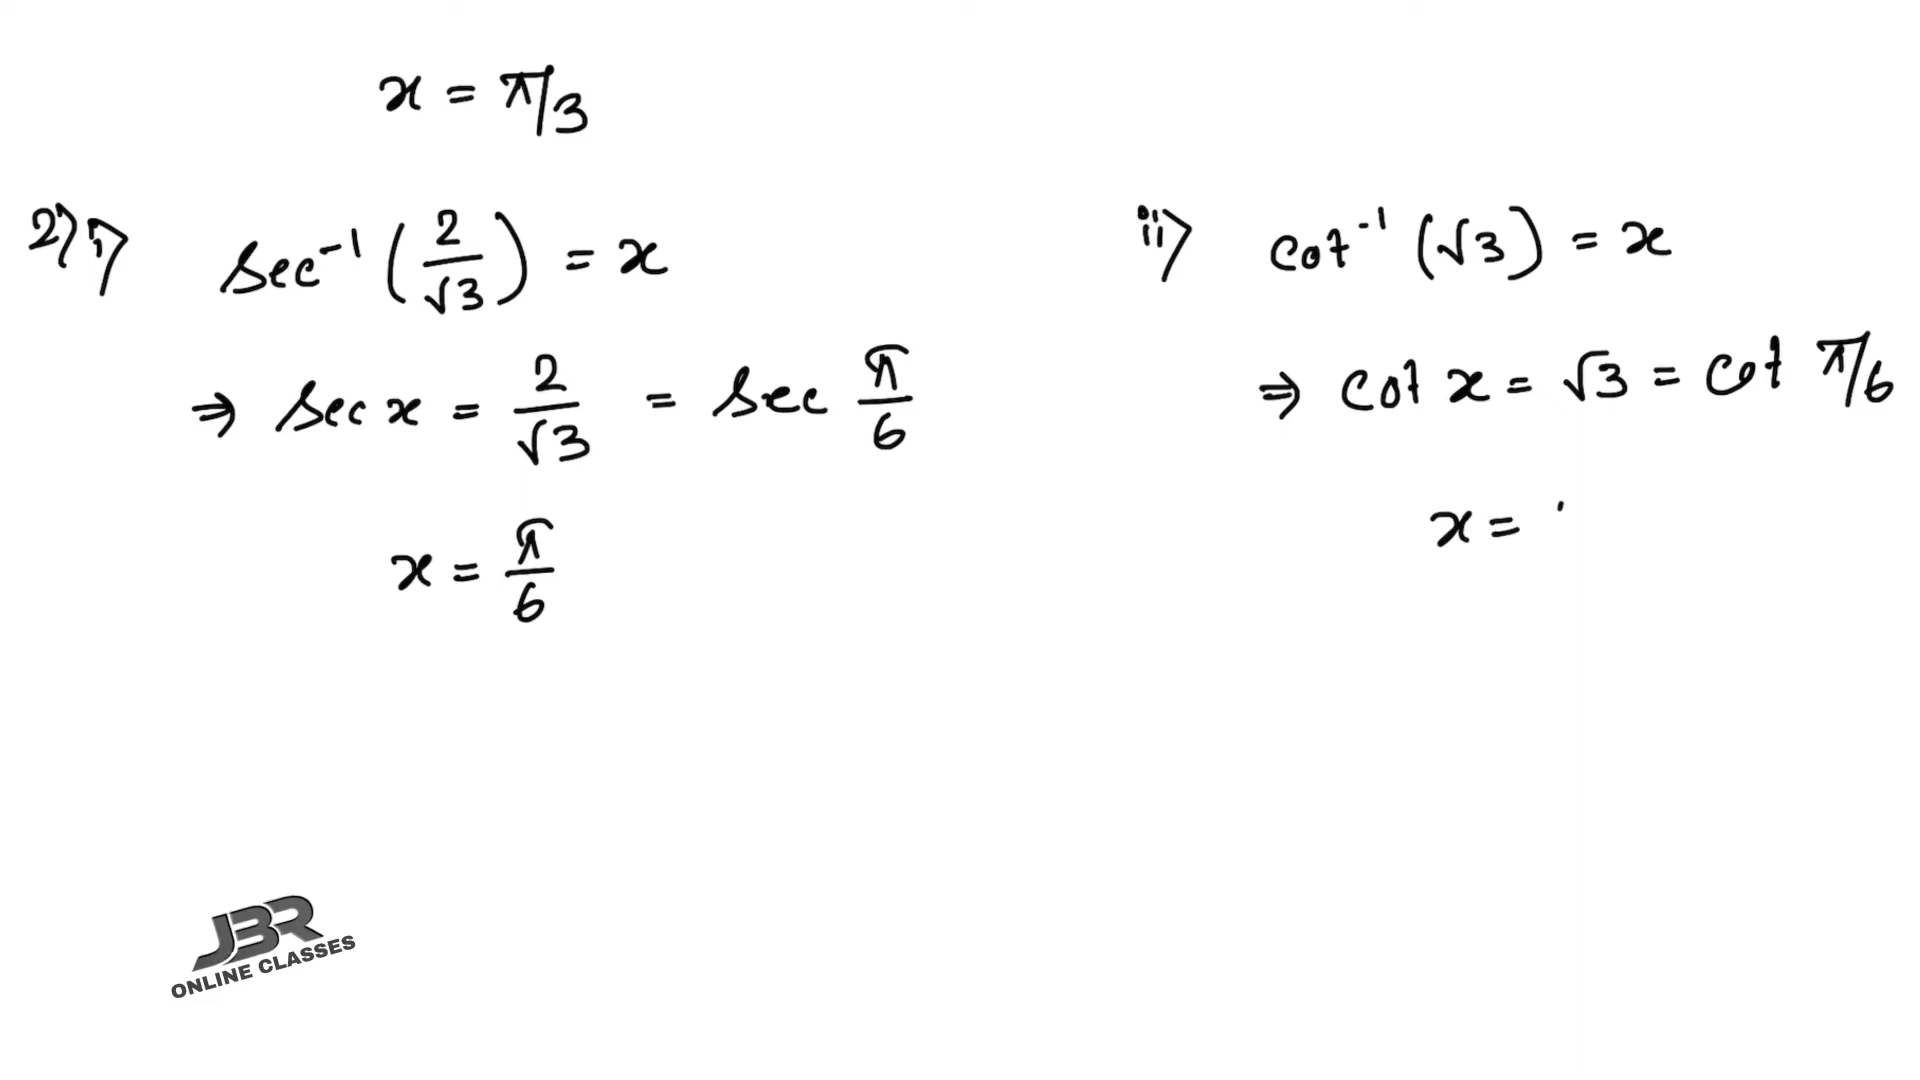 x = π/3
2) i) sec⁻¹ (2/√3) = x
⇒ sec x = 2/√3 = sec π/6
x = π/6
ii) cot⁻¹ (√3) = x
⇒ cot x = √3 = cot π/6
x =
JBR
ONLINE CLASSES